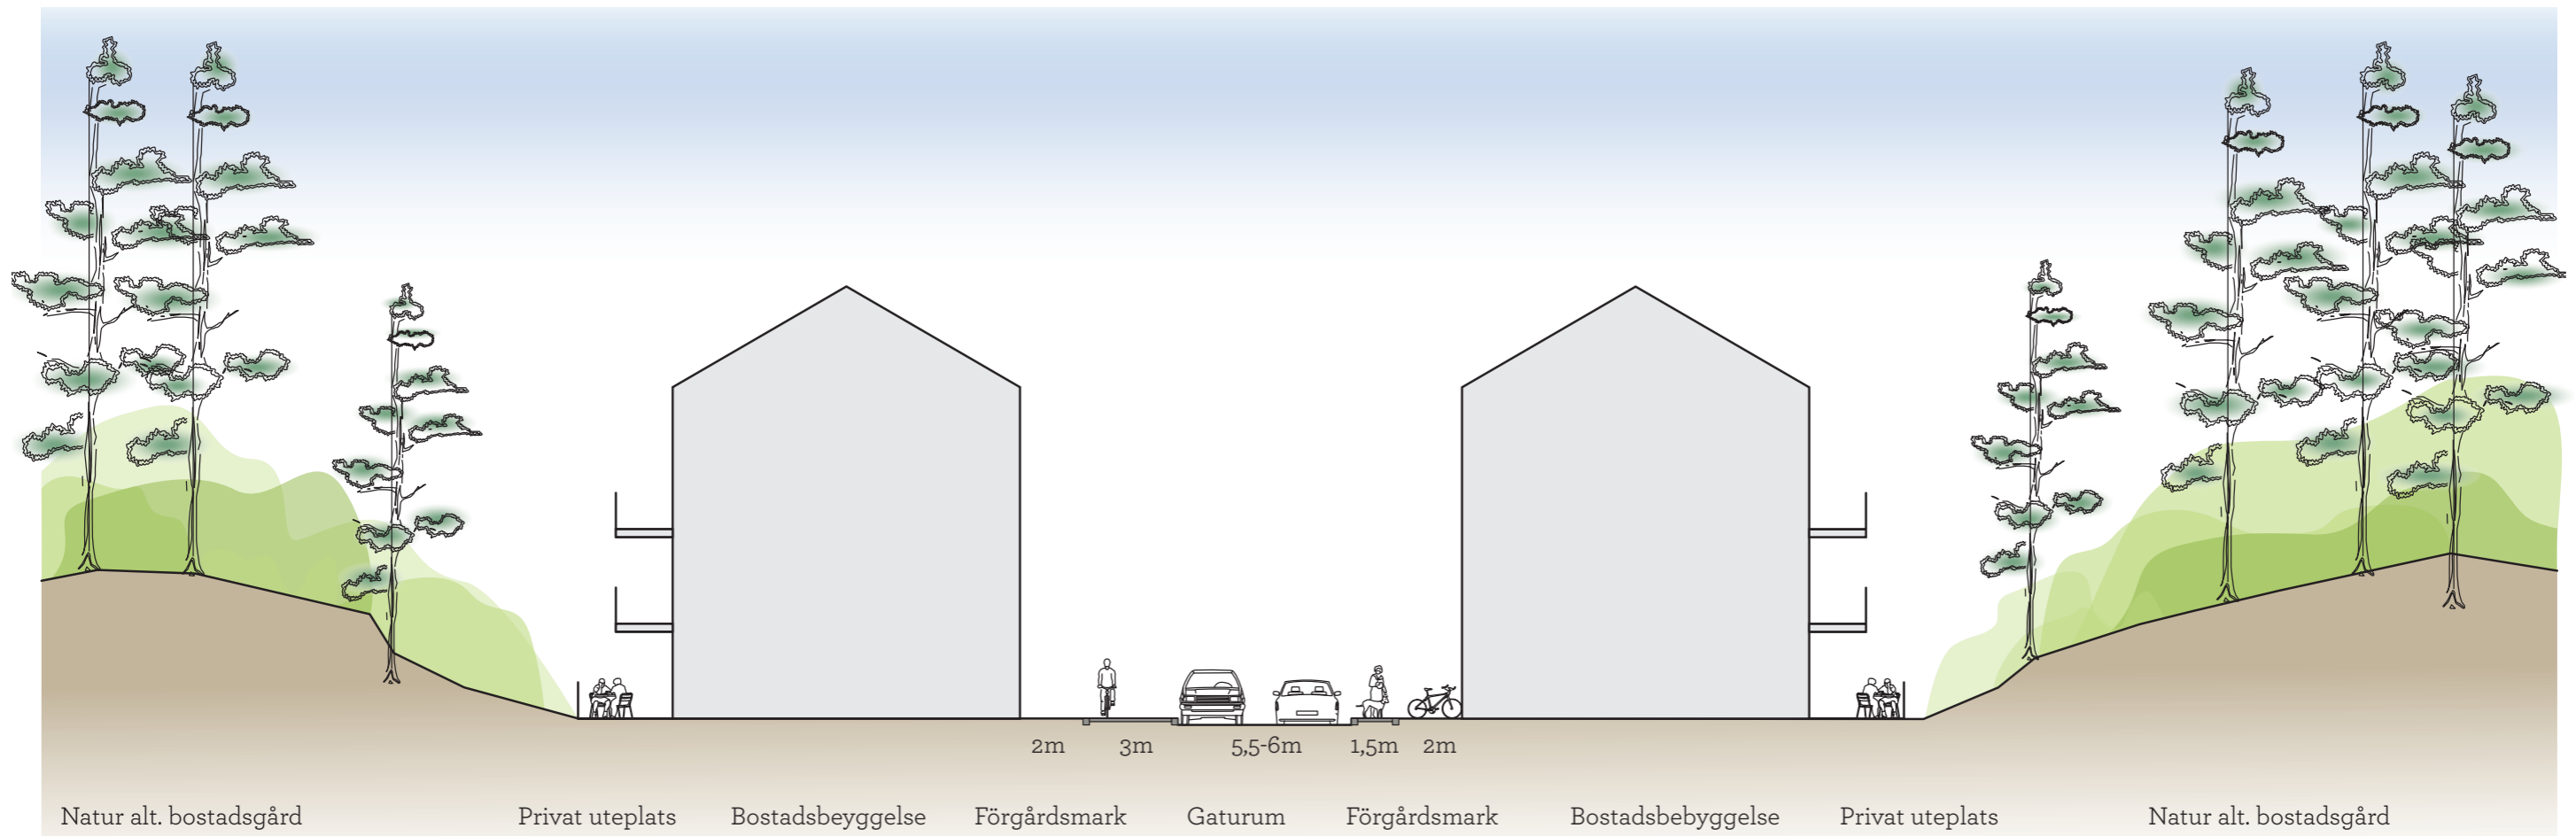 2m 3m 5,5-6m 1,5m 2m
Natur alt. bostadsgård Privat uteplats Bostadsbeyggelse Förgårdsmark Gaturum Förgårdsmark Bostadsbebyggelse Privat uteplats Natur alt. bostadsgård